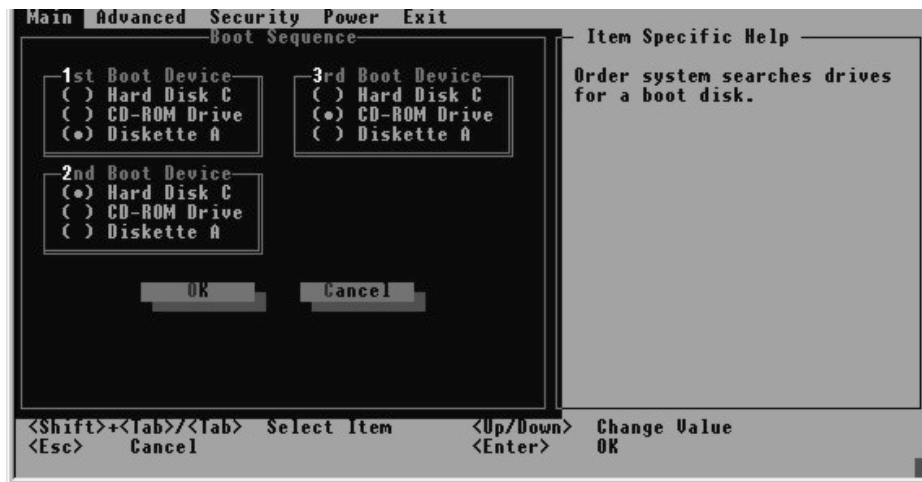 Main Advanced Security Power Exit
Boot Sequence
Item Specific Help
1st Boot Device
( ) Hard Disk C
( ) CD-ROM Drive
(•) Diskette A
3rd Boot Device
( ) Hard Disk C
(•) CD-ROM Drive
( ) Diskette A
Order system searches drives
for a boot disk.
2nd Boot Device
(•) Hard Disk C
( ) CD-ROM Drive
( ) Diskette A
OK Cancel
<Shift>+<Tab>/<Tab> Select Item <Up/Down> Change Value
<Esc> Cancel <Enter> OK